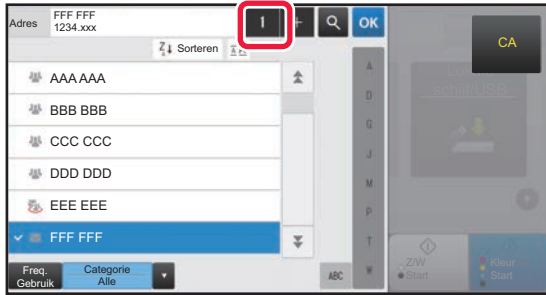 Adres
FFF FFF
1234.xxx
1
+
OK
CA
Sorteren
AAA AAA
BBB BBB
CCC CCC
DDD DDD
EEE EEE
FFF FFF
A
D
G
J
M
P
T
W
Freq.
Gebruik
Categorie
Alle
ABC
Z/W
Start
Kleur
Start